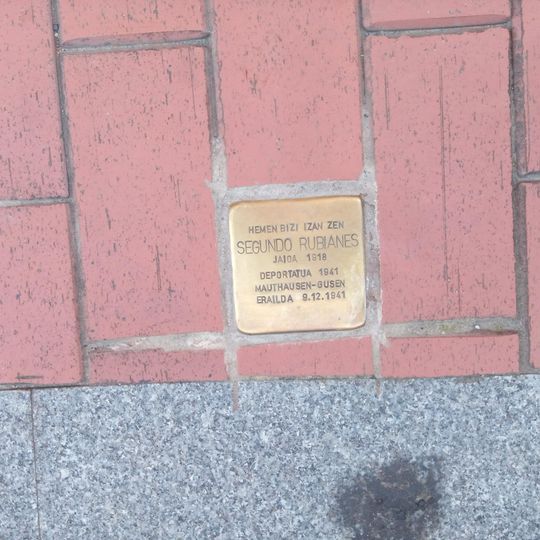 HEMEN BIZI IZAN ZEN
SEGUNDO RUBIANES
JAIOA 1918
DEPORTATUA 1941
MAUTHAUSEN-GUSEN
ERAILDA 9.12.1941